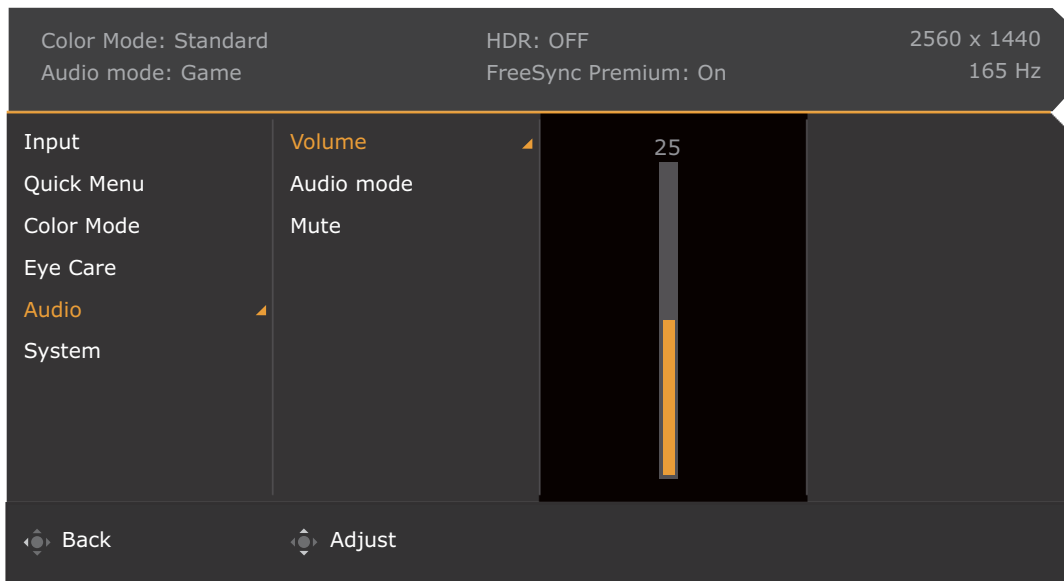 Color Mode: Standard
Audio mode: Game
HDR: OFF
FreeSync Premium: On
2560 x 1440
165 Hz
Input
Quick Menu
Color Mode
Eye Care
Audio
System
Volume
Audio mode
Mute
25
Back
Adjust